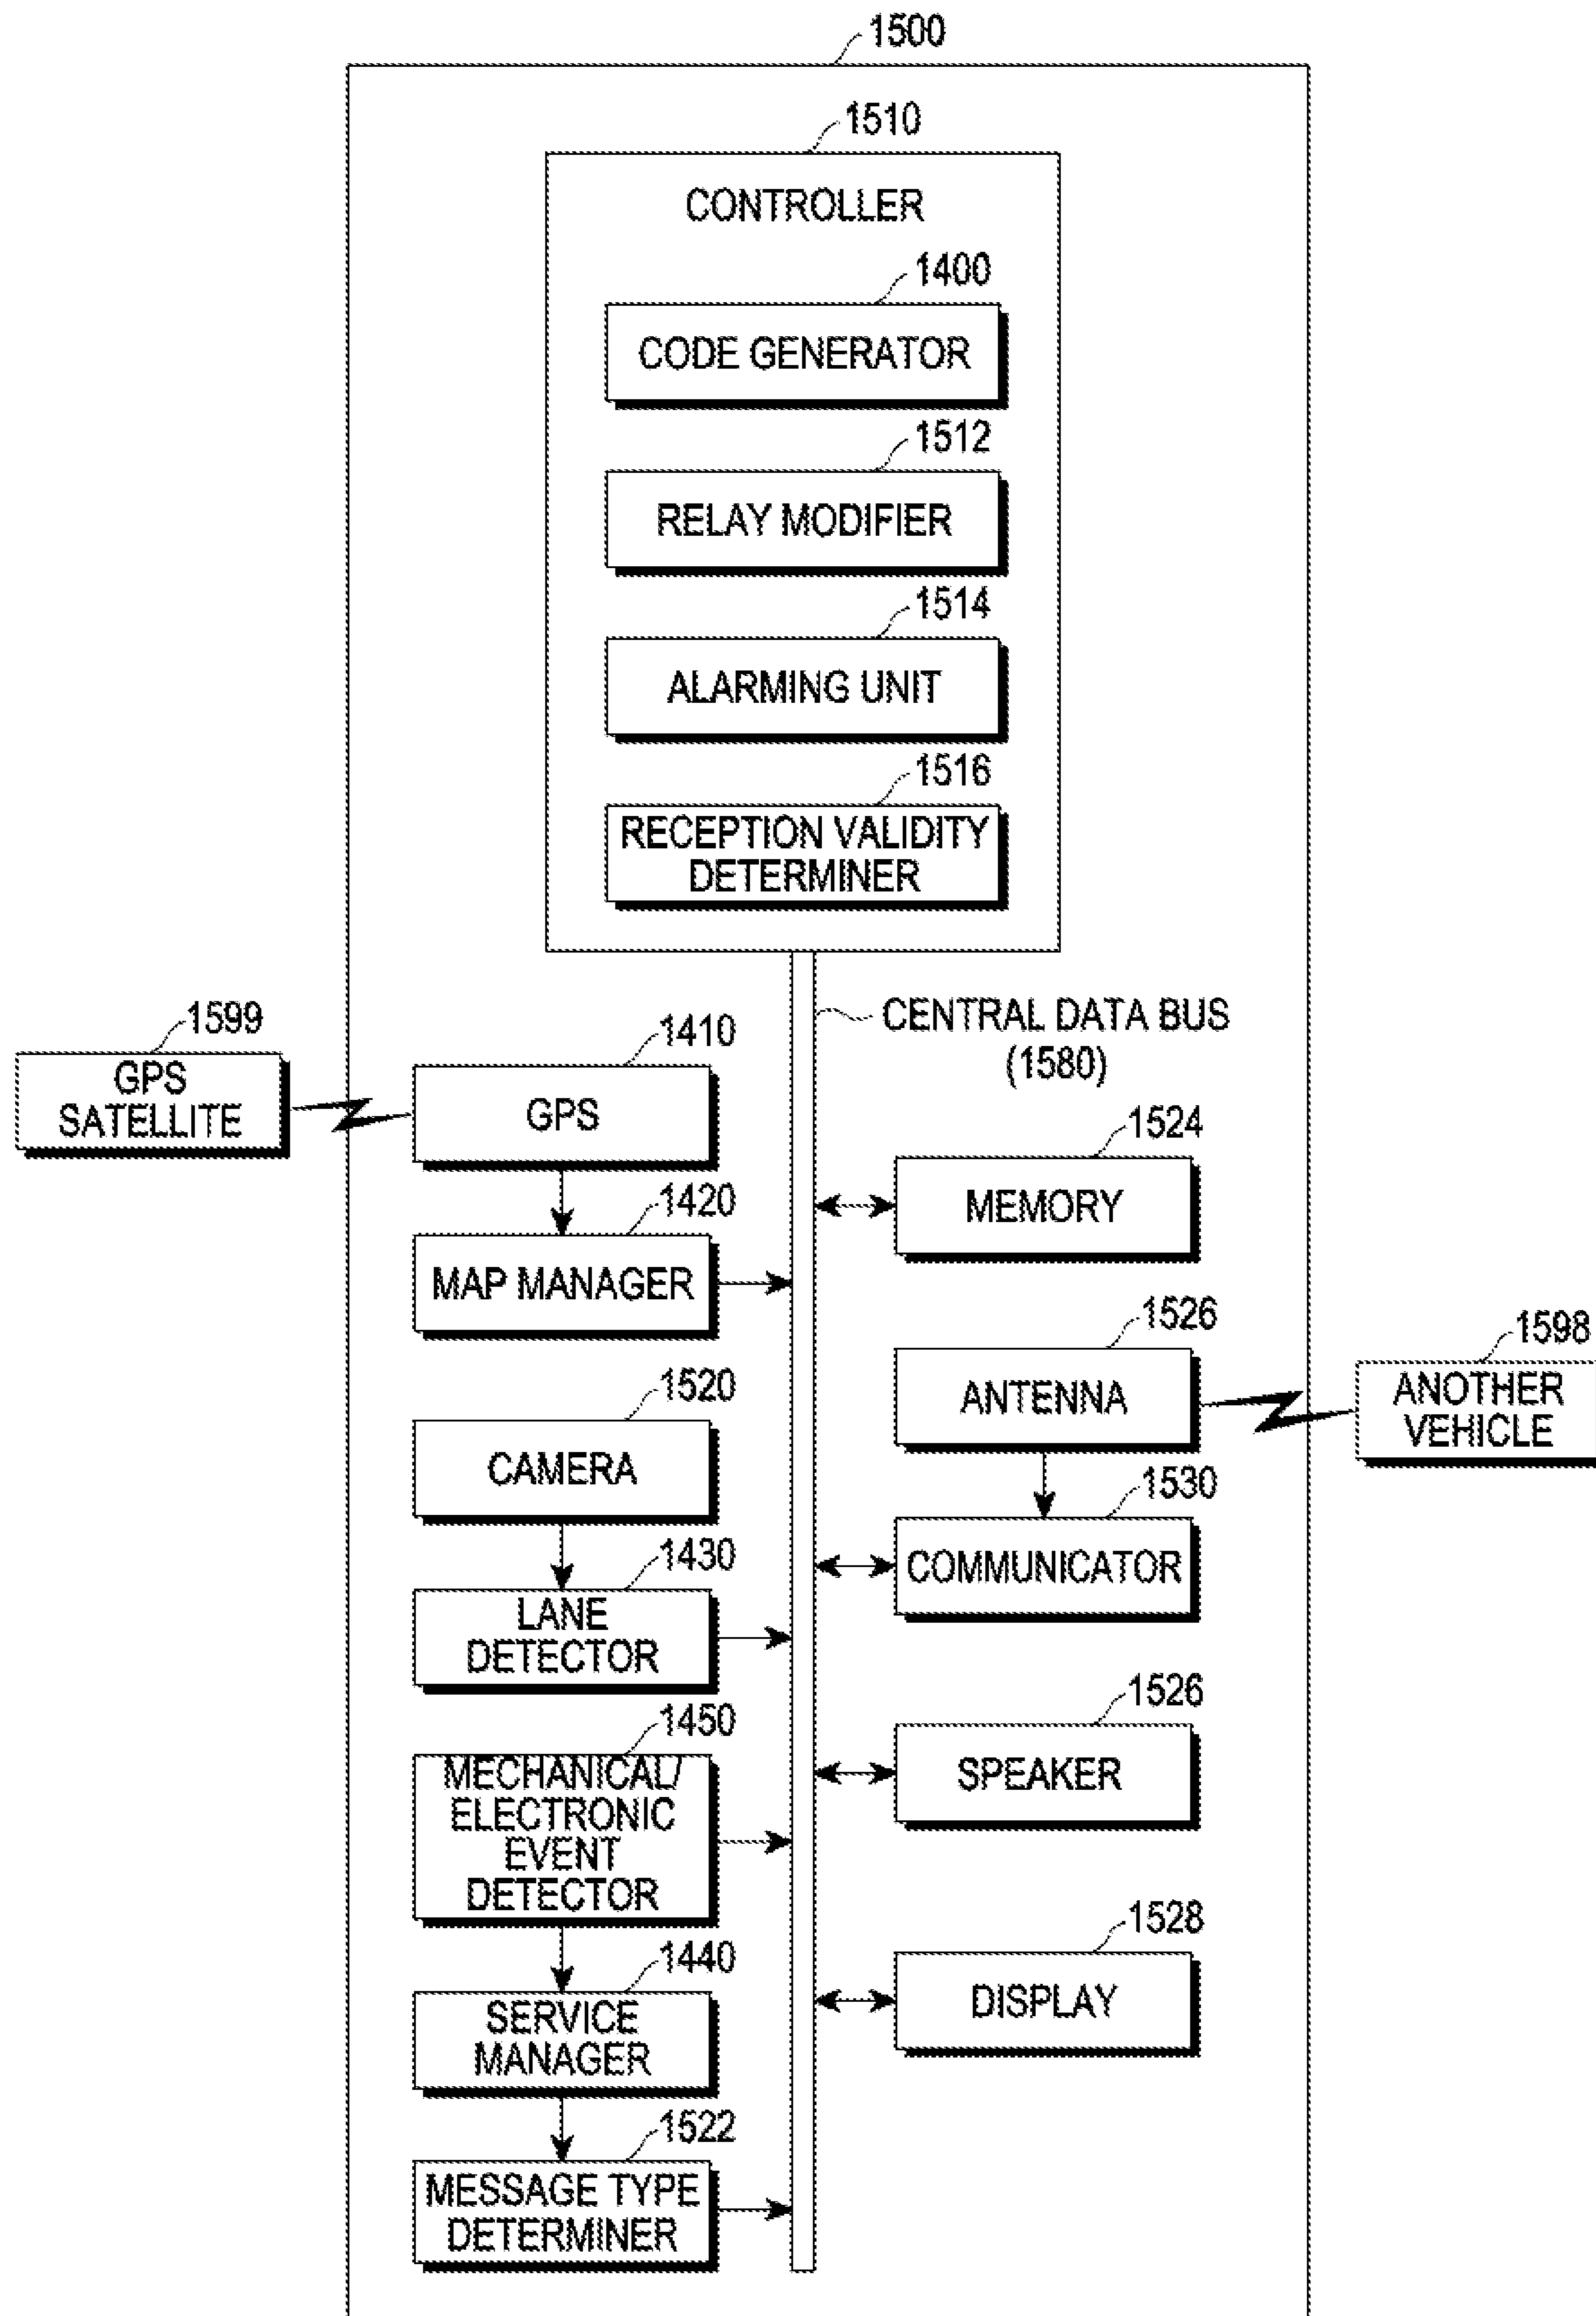 1500
1510
CONTROLLER
1400
CODE GENERATOR
1512
RELAY MODIFIER
1514
ALARMING UNIT
1516
RECEPTION VALIDITY
DETERMINER
CENTRAL DATA BUS
(1580)
1599
GPS
SATELLITE
1410
GPS
1420
MAP MANAGER
1520
CAMERA
1430
LANE
DETECTOR
1450
MECHANICAL/
ELECTRONIC
EVENT
DETECTOR
1440
SERVICE
MANAGER
1522
MESSAGE TYPE
DETERMINER
1524
MEMORY
1526
ANTENNA
1598
ANOTHER
VEHICLE
1530
COMMUNICATOR
1526
SPEAKER
1528
DISPLAY